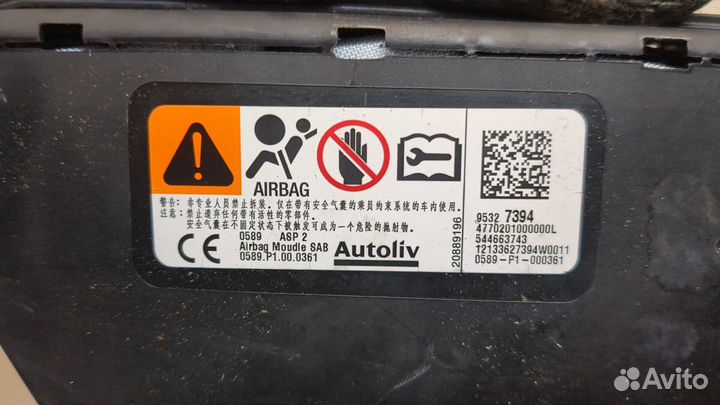 AIRBAG
警告: 非专业人员禁止拆装。仅在带有安全气囊的乘员约束系统的车内使用.
注意: 禁止遗弃任何带有活性的零部件.
安全气囊在不固定状态下被触发可成为一个危险的抛射物.
CE 0589 ASP 2
Airbag Moudle SAB
0589.P1.00.0361
Autoliv
20889196
9532 7394
4770201000000L
544663743
12133627394W0011
0589-P1-000361
Avito